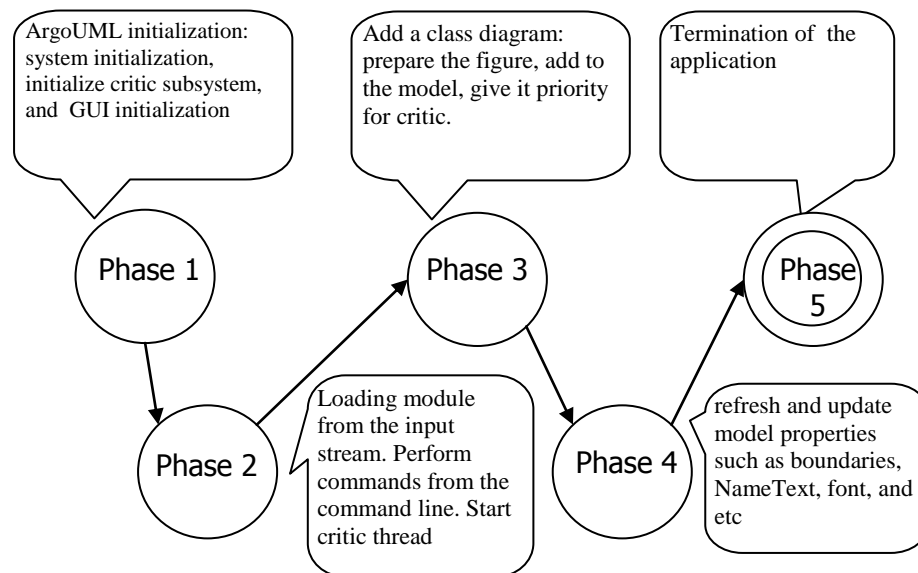 ArgoUML initialization:
system initialization,
initialize critic subsystem,
and GUI initialization
Add a class diagram:
prepare the figure, add to
the model, give it priority
for critic.
Termination of the
application
Phase 1
Phase 3
Phase
5
Phase 2
Loading module
from the input
stream. Perform
commands from the
command line. Start
critic thread
Phase 4
refresh and update
model properties
such as boundaries,
NameText, font, and
etc